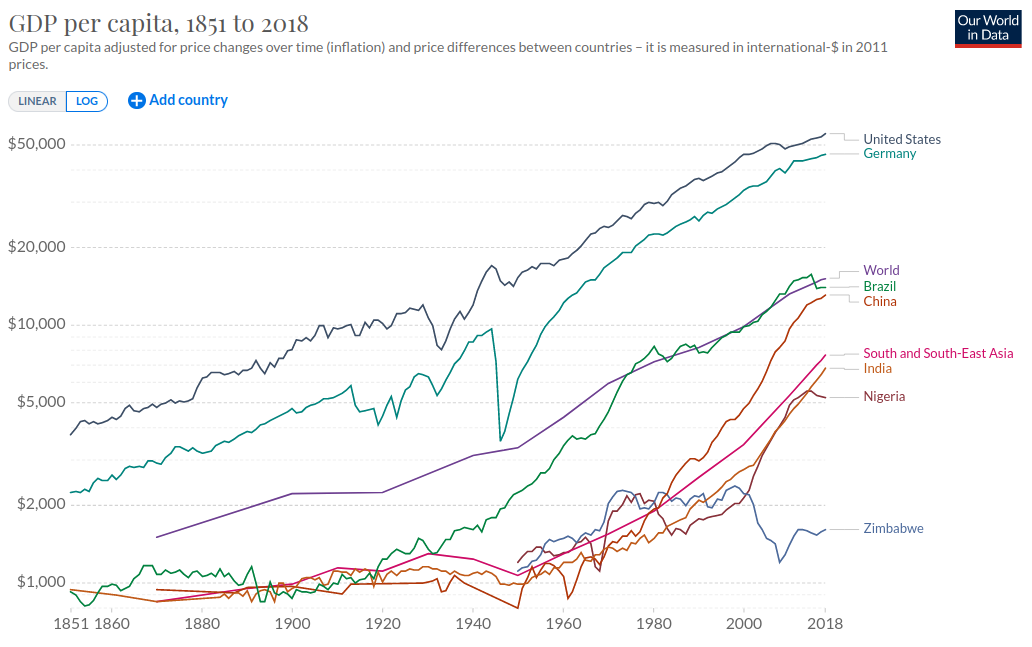 GDP per capita, 1851 to 2018
Our World
in Data
GDP per capita adjusted for price changes over time (inflation) and price differences between countries – it is measured in international-$ in 2011
prices.
LINEAR LOG Add country
$50,000
$20,000
$10,000
$5,000
$2,000
$1,000
United States
Germany
World
Brazil
China
South and South-East Asia
India
Nigeria
Zimbabwe
1851 1860 1880 1900 1920 1940 1960 1980 2000 2018